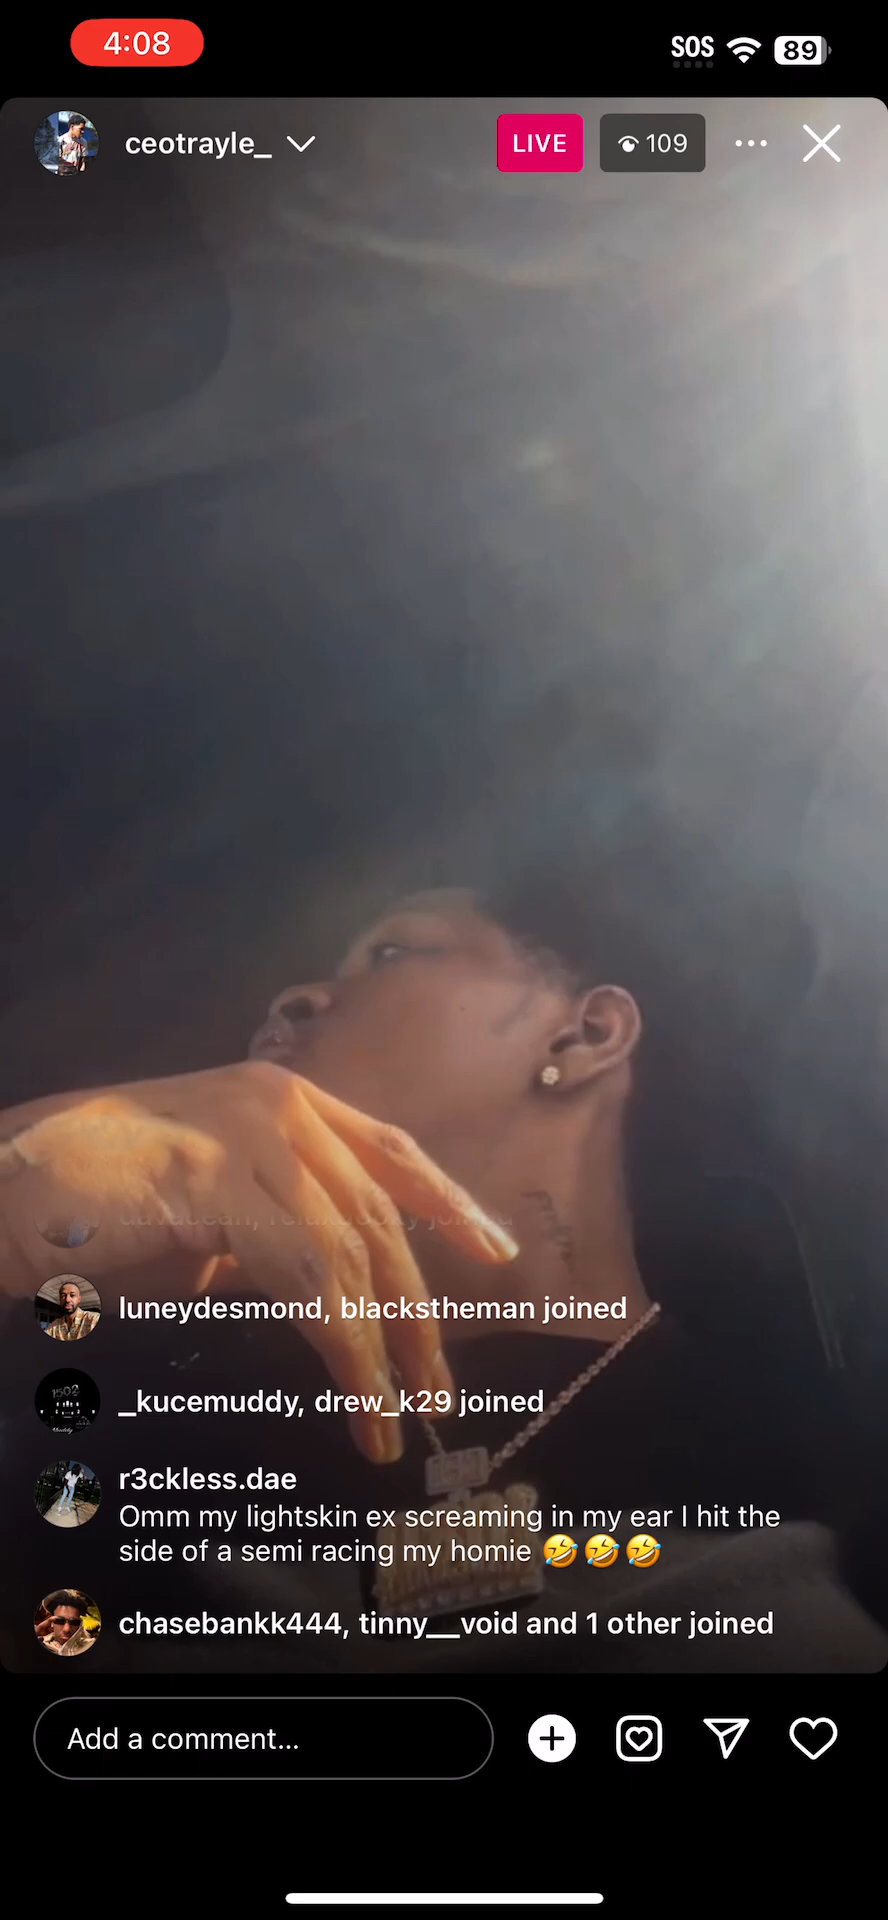 4:08
SOS
89
ceotrayle_
LIVE
109
luneydesmond, blackstheman joined
_kucemuddy, drew_k29 joined
r3ckless.dae
Omm my lightskin ex screaming in my ear I hit the
side of a semi racing my homie 🤣🤣🤣
chasebankk444, tinny__void and 1 other joined
Add a comment...